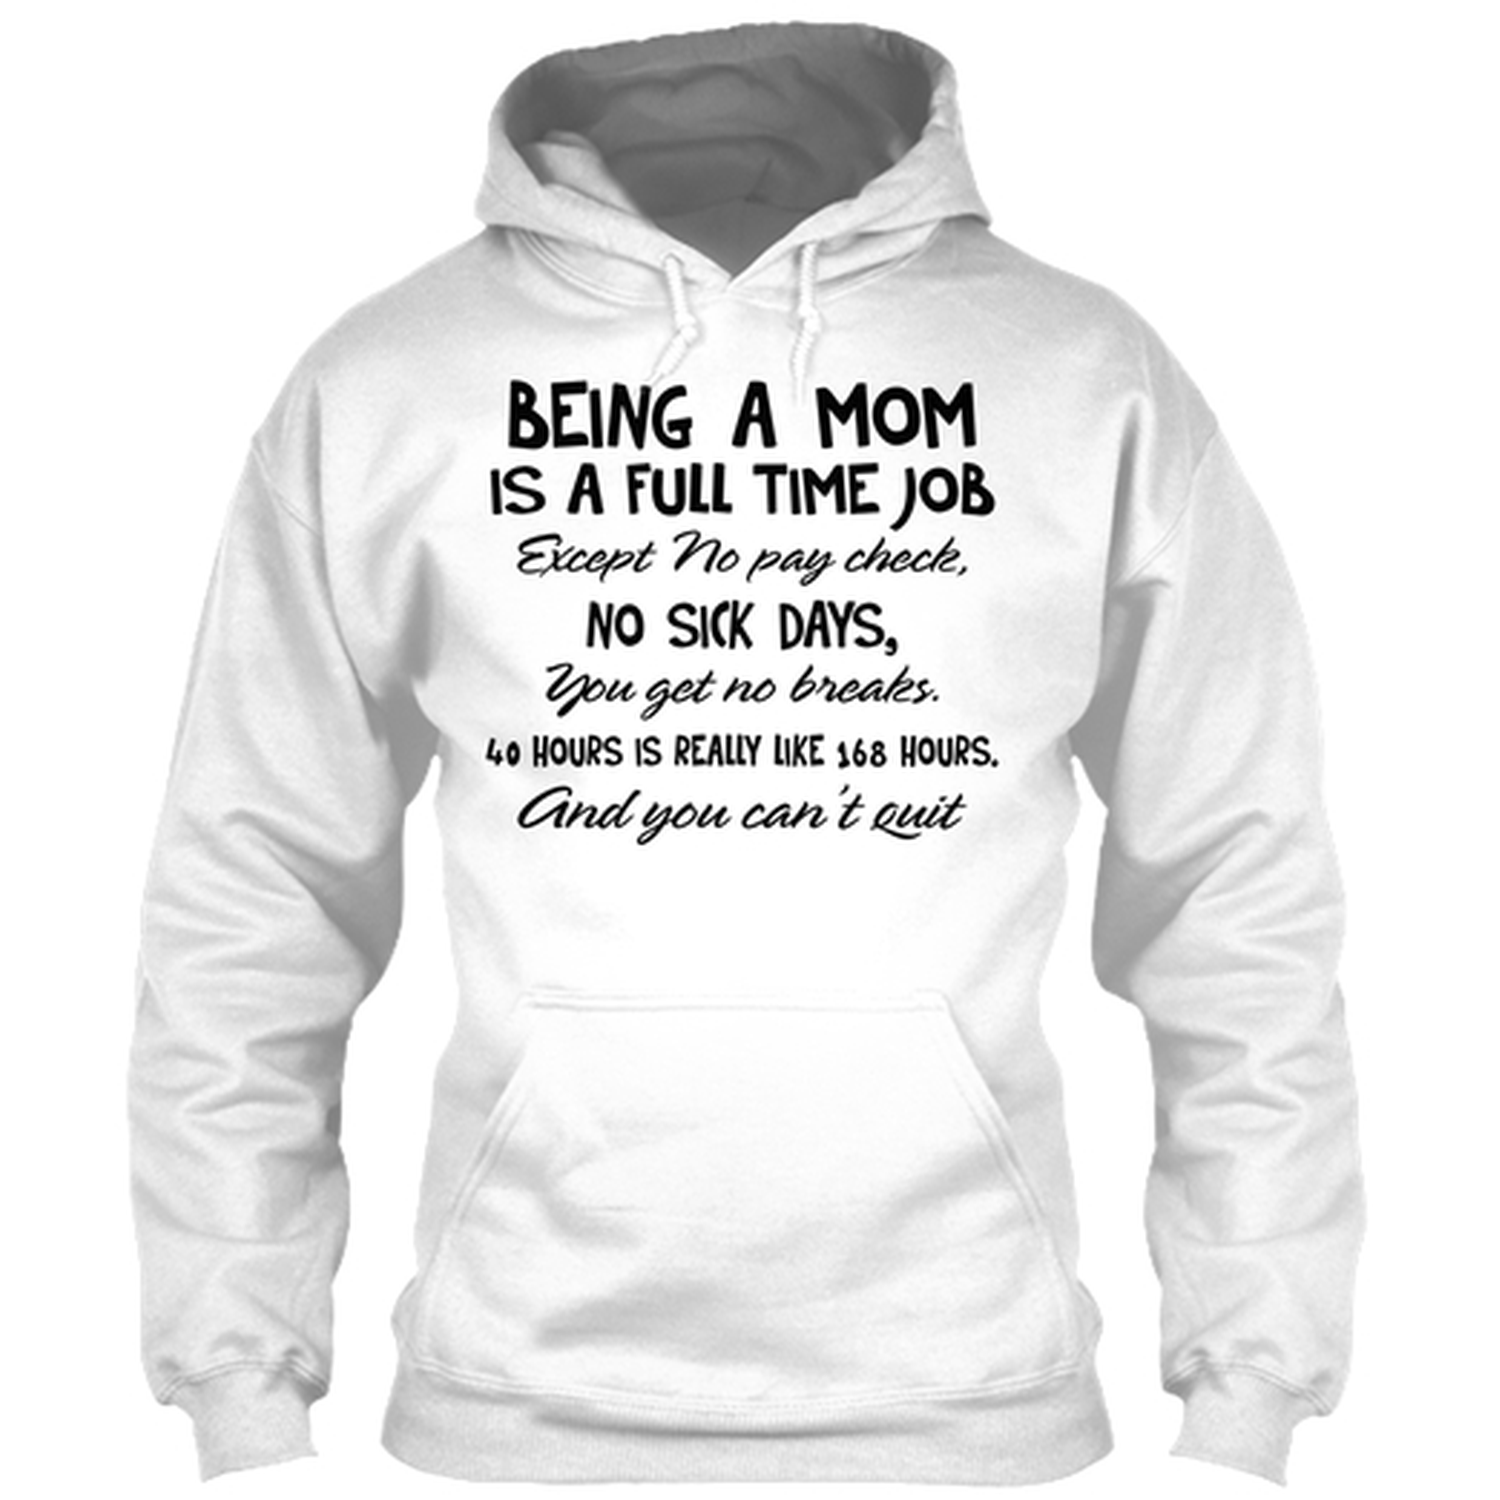 BEING A MOM
IS A FULL TIME JOB
Except No pay check,
NO SICK DAYS,
You get no breaks.
40 HOURS IS REALLY LIKE 168 HOURS.
And you can't quit